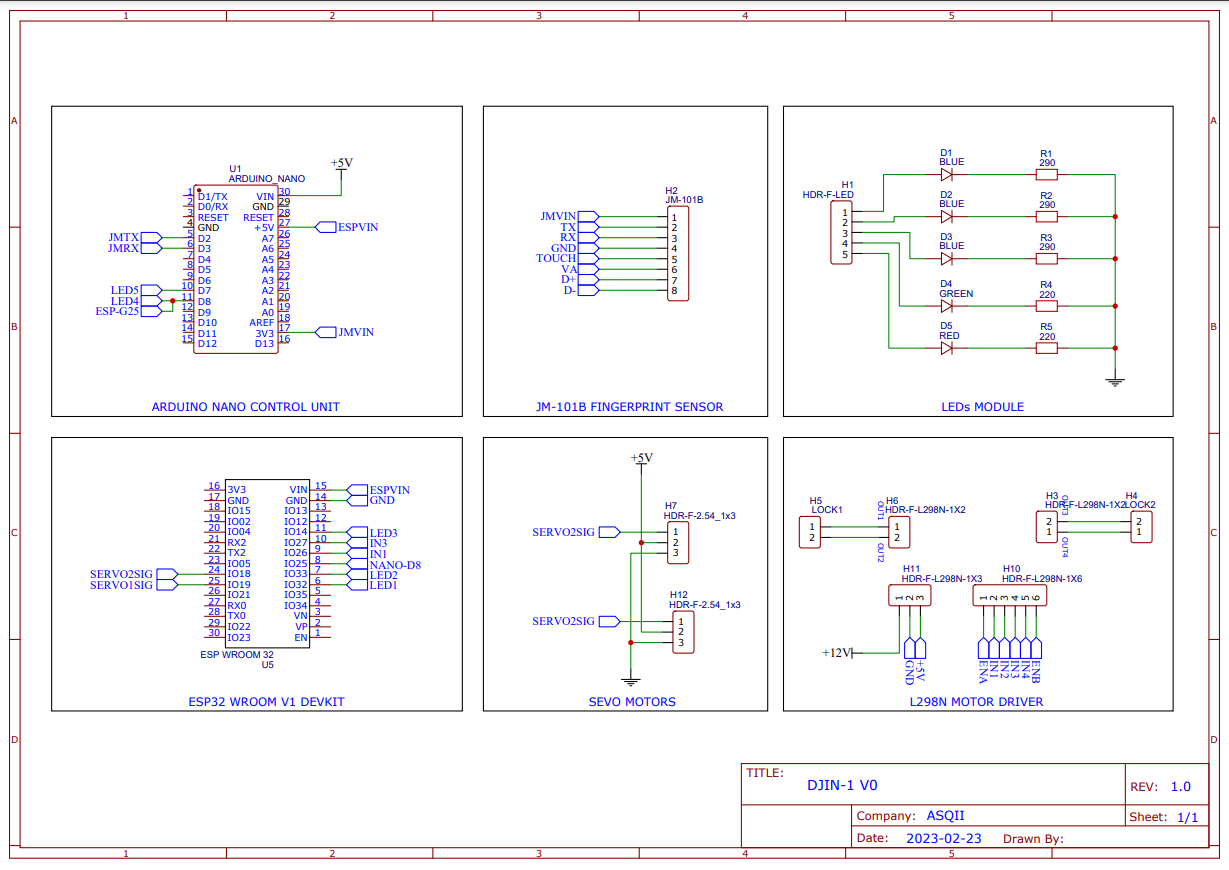 1 2 3 4 5
A A
B B
C C
D D
U1
ARDUINO_NANO
+5V
1 D1/TX VIN 30
2 D0/RX GND 29
3 RESET RESET 28
4 GND +5V 27 ESPVIN
JMTX 5 D2 A7 26
JMRX 6 D3 A6 25
7 D4 A5 24
8 D5 A4 23
9 D6 A3 22
LED5 10 D7 A2 21
LED4 11 D8 A1 20
ESP-G25 12 D9 A0 19
13 D10 AREF 18
14 D11 3V3 17 JMVIN
15 D12 D13 16
ARDUINO NANO CONTROL UNIT
H2
JM-101B
JMVIN 1
TX 2
RX 3
GND 4
TOUCH 5
VA 6
D+ 7
D- 8
JM-101B FINGERPRINT SENSOR
H1
HDR-F-LED
1
2
3
4
5
D1
BLUE
R1
290
D2
BLUE
R2
290
D3
BLUE
R3
290
D4
GREEN
R4
220
D5
RED
R5
220
LEDs MODULE
16 3V3 VIN 15 ESPVIN
17 GND GND 14 GND
18 IO15 IO13 13
19 IO02 IO12 12
20 IO04 IO14 11 LED3
21 RX2 IO27 10 IN3
22 TX2 IO26 9 IN1
23 IO05 IO25 8 NANO-D8
SERVO2SIG 24 IO18 IO33 7 LED2
SERVO1SIG 25 IO19 IO32 6 LED1
26 IO21 IO35 5
27 RX0 IO34 4
28 TX0 VN 3
29 IO22 VP 2
30 IO23 EN 1
ESP WROOM 32
U5
ESP32 WROOM V1 DEVKIT
+5V
H7
HDR-F-2.54_1x3
SERVO2SIG 1
2
3
H12
HDR-F-2.54_1x3
SERVO2SIG 1
2
3
SEVO MOTORS
H5
LOCK1
1
2
OUT1
OUT2
H6
HDR-F-L298N-1X2
1
2
H3
HDR-F-L298N-1X2
2
1
OUT3
OUT4
H4
LOCK2
2
1
H11
HDR-F-L298N-1X3
1 2 3
+12V
GND
+5V
H10
HDR-F-L298N-1X6
1 2 3 4 5 6
ENA
IN1
IN2
IN3
IN4
ENB
L298N MOTOR DRIVER
TITLE:
DJIN-1 V0
REV: 1.0
Company: ASQII
Sheet: 1/1
Date: 2023-02-23 Drawn By:
1 2 3 4 5